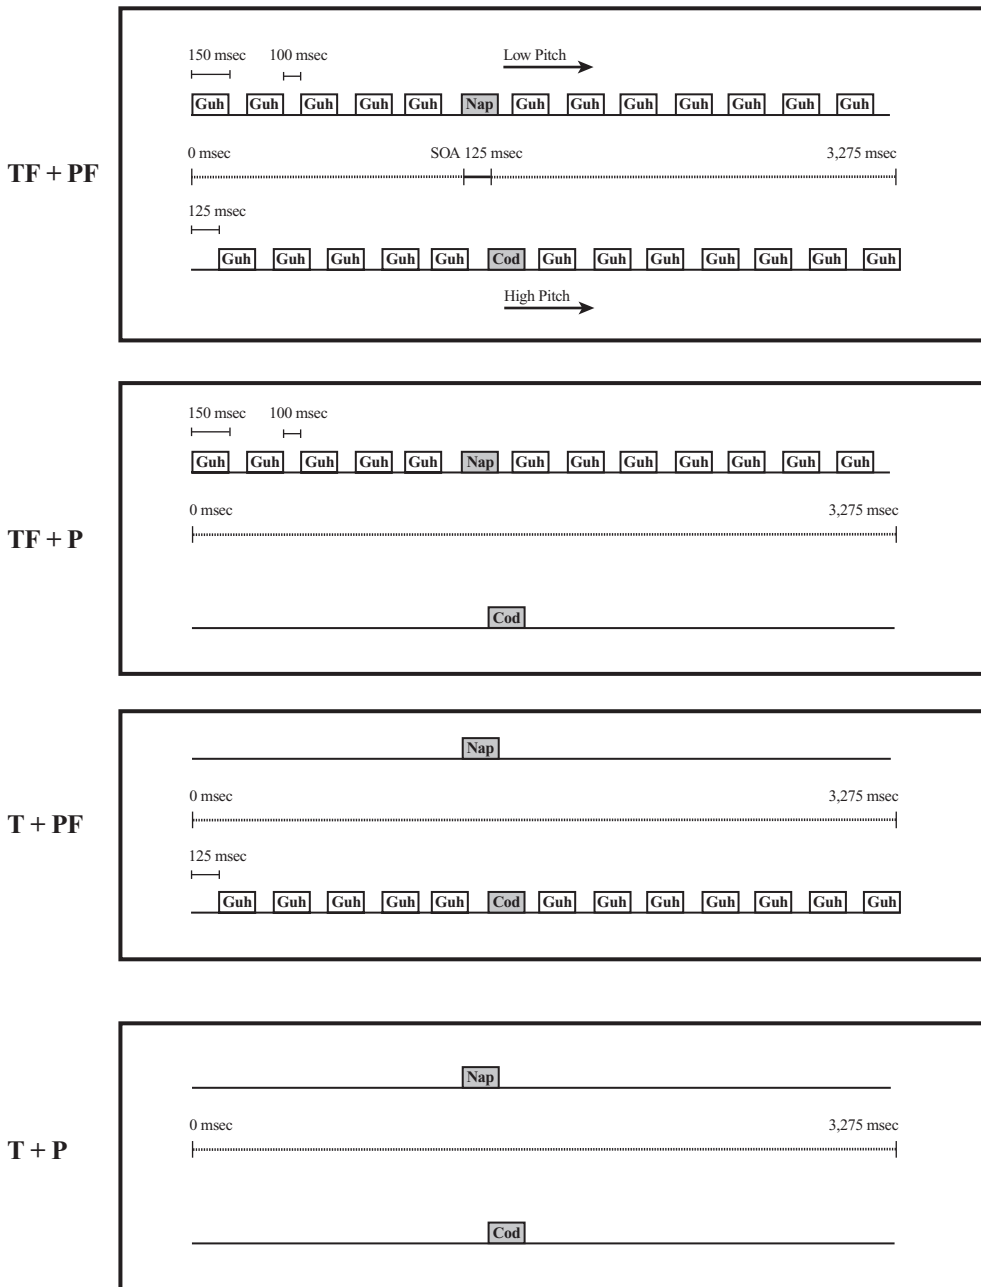 150 msec 100 msec Low Pitch
Guh Guh Guh Guh Guh Nap Guh Guh Guh Guh Guh Guh Guh
TF + PF
0 msec SOA 125 msec 3,275 msec
125 msec
Guh Guh Guh Guh Guh Cod Guh Guh Guh Guh Guh Guh Guh
High Pitch
150 msec 100 msec
Guh Guh Guh Guh Guh Nap Guh Guh Guh Guh Guh Guh Guh
0 msec 3,275 msec
TF + P
Cod
Nap
0 msec 3,275 msec
T + PF
125 msec
Guh Guh Guh Guh Guh Cod Guh Guh Guh Guh Guh Guh Guh
Nap
0 msec 3,275 msec
T + P
Cod